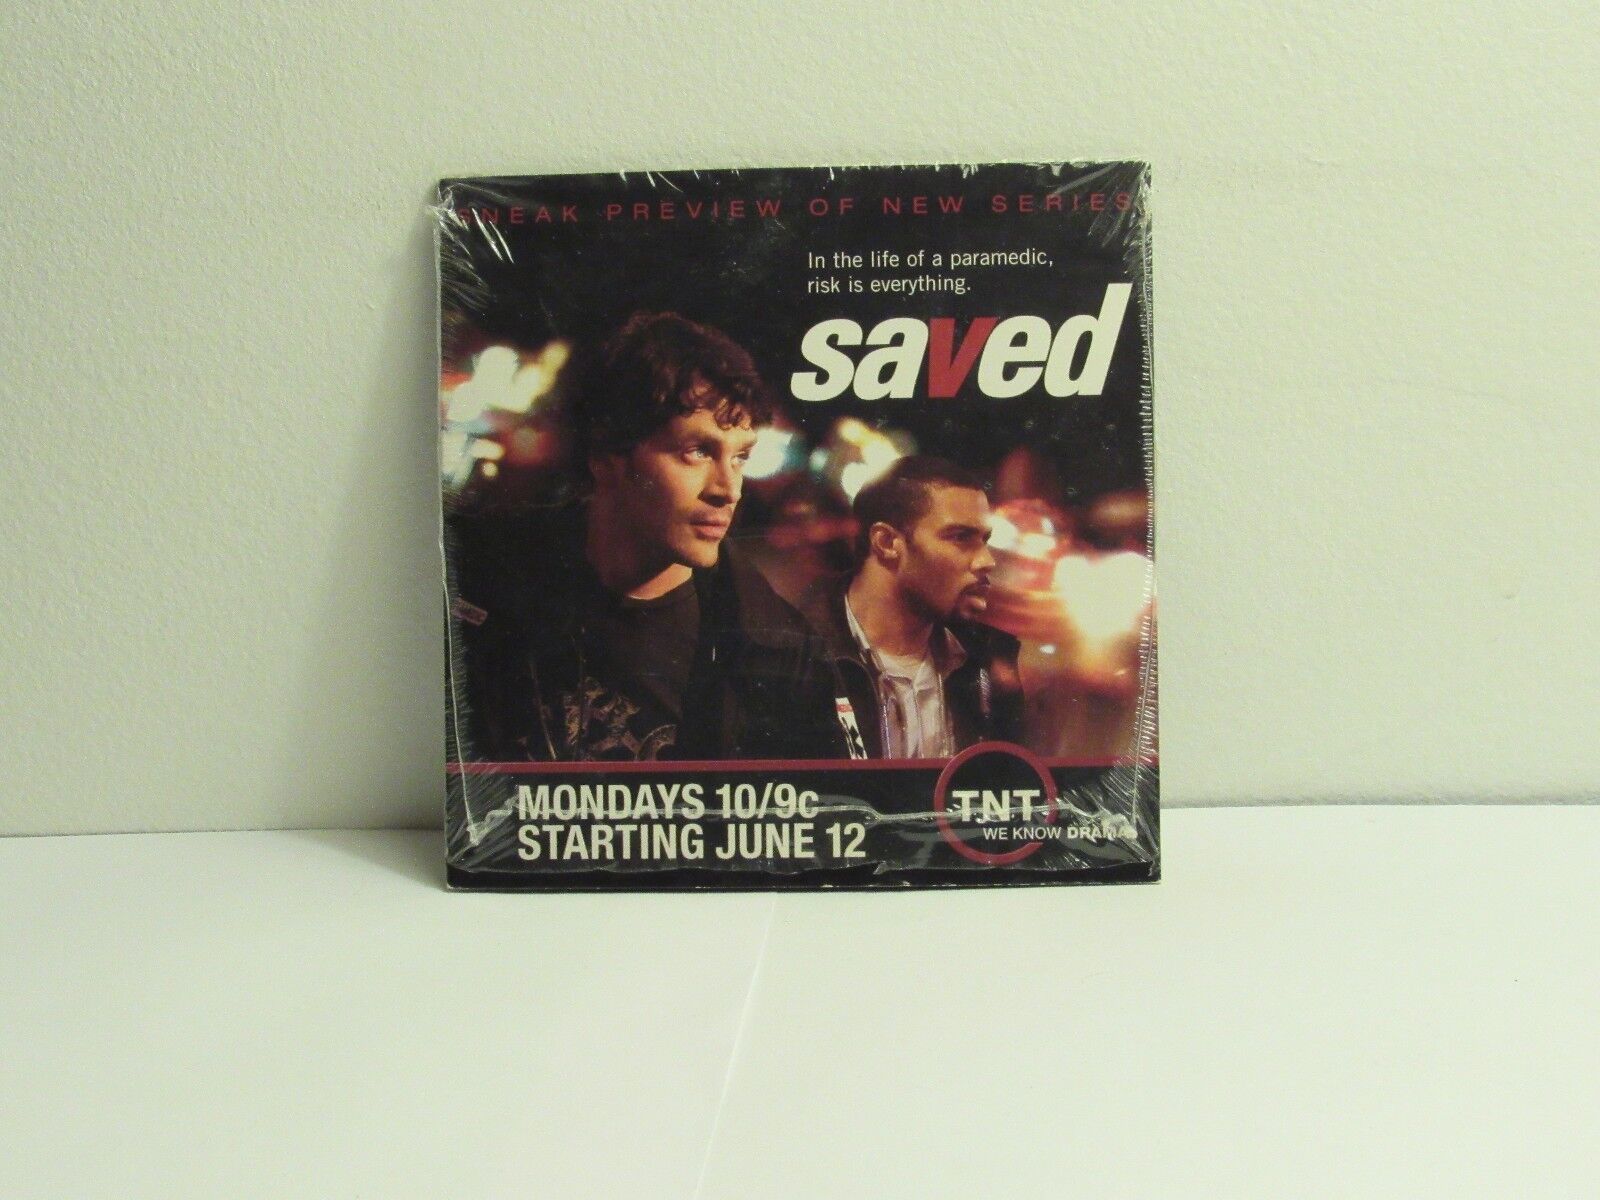 SNEAK PREVIEW OF NEW SERIES
In the life of a paramedic,
risk is everything.
saved
MONDAYS 10/9c
STARTING JUNE 12
TNT
WE KNOW DRAMA